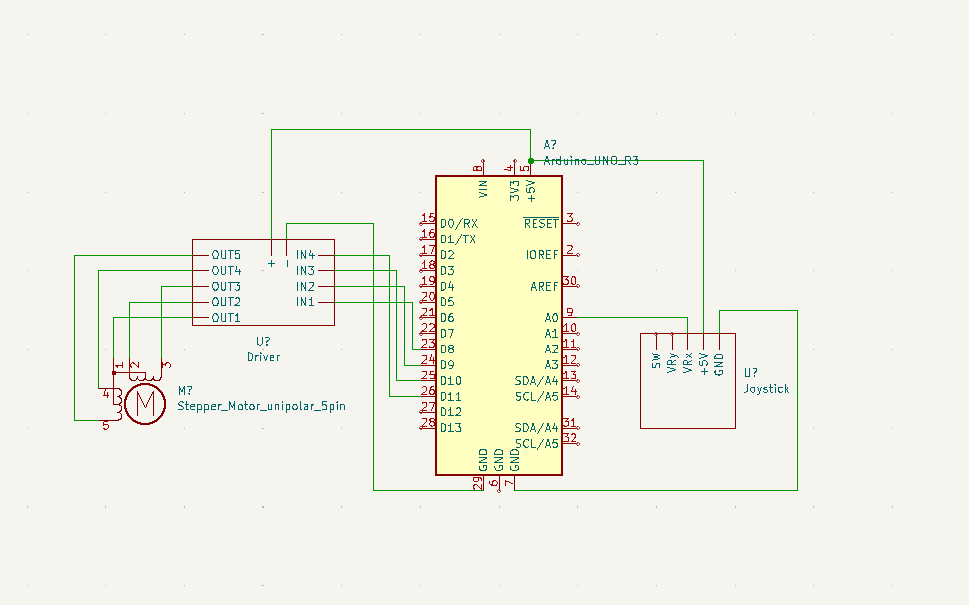 A?
Arduino_UNO_R3
8
4
5
VIN
3V3
+5V
15 D0/RX
16 D1/TX
17 D2
18 D3
19 D4
20 D5
21 D6
22 D7
23 D8
24 D9
25 D10
26 D11
27 D12
28 D13
RESET 3
IOREF 2
AREF 30
A0 9
A1 10
A2 11
A3 12
SDA/A4 13
SCL/A5 14
SDA/A4 31
SCL/A5 32
GND
GND
GND
29
6
7
+
-
OUT5 IN4
OUT4 IN3
OUT3 IN2
OUT2 IN1
OUT1
U?
Driver
1
2
3
4
5
M
M?
Stepper_Motor_unipolar_5pin
SW
VRy
VRx
+5V
GND
U?
Joystick